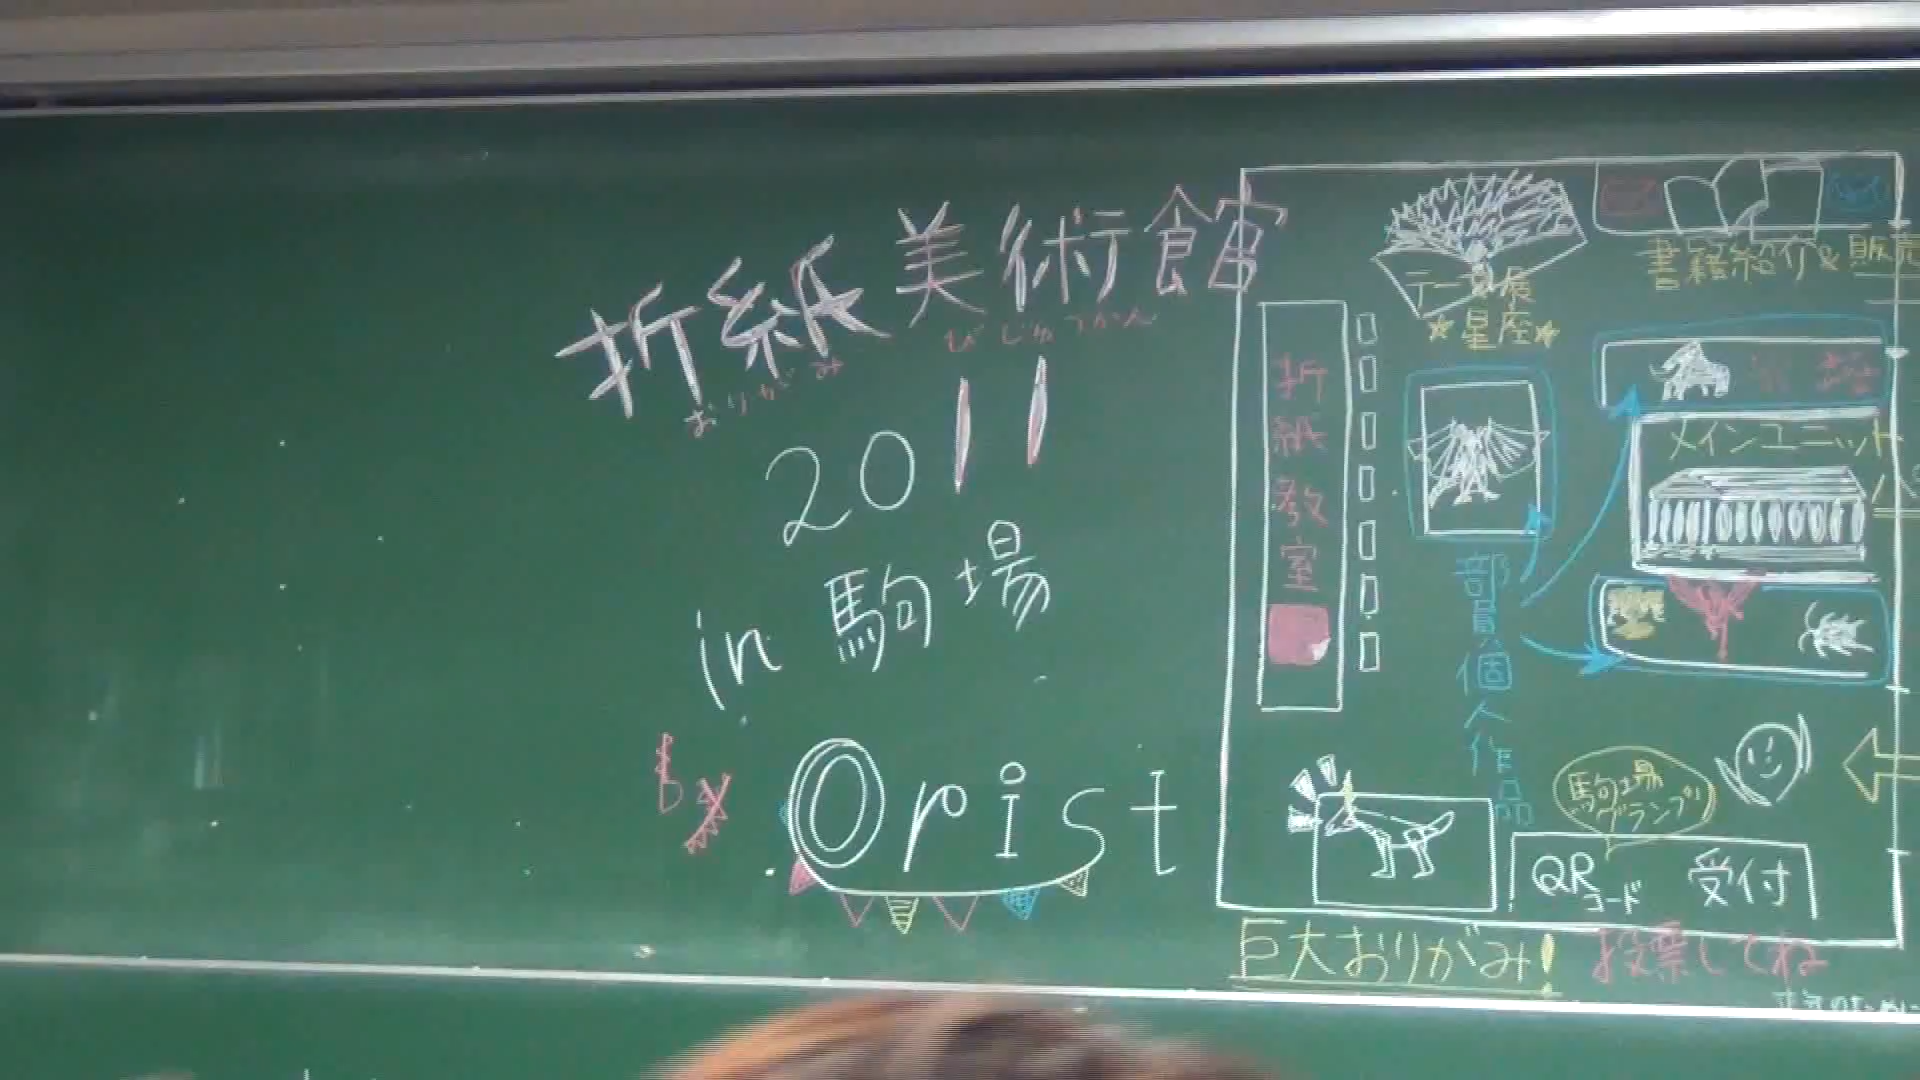 折紙美術館
おりがみ びじゅつかん
2011
in 駒場
by
Orist
書籍紹介&販売
テーマ展
☆星座☆
折紙教室
メインユニット
部員個人作品
駒場
グランプリ
QR
コード
受付
巨大おりがみ!
投票してね